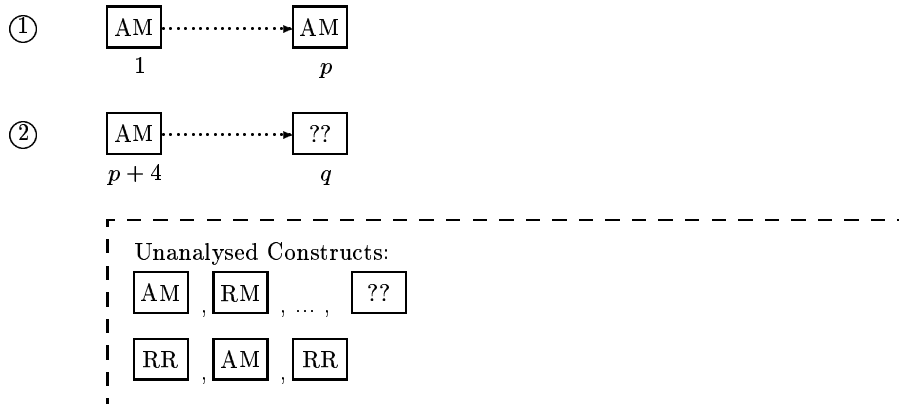 1 AM AM
1 p
2 AM ??
p + 4 q
Unanalysed Constructs:
AM , RM , ... , ??
RR , AM , RR